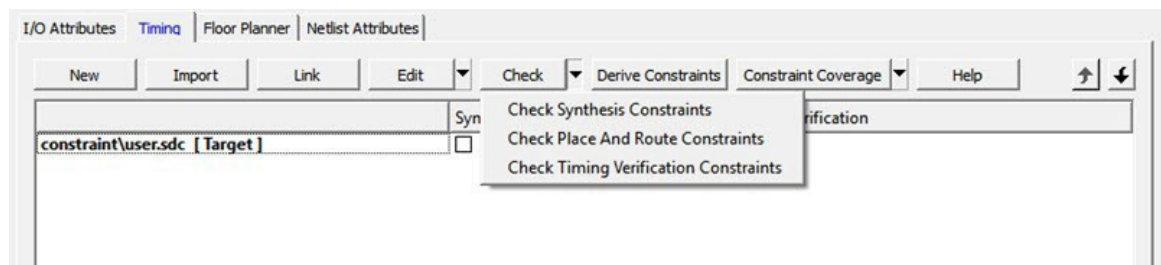 I/O Attributes Timing Floor Planner Netlist Attributes
New Import Link Edit Check Derive Constraints Constraint Coverage Help
Syn rification
Check Synthesis Constraints
constraint\user.sdc [ Target ]
Check Place And Route Constraints
Check Timing Verification Constraints